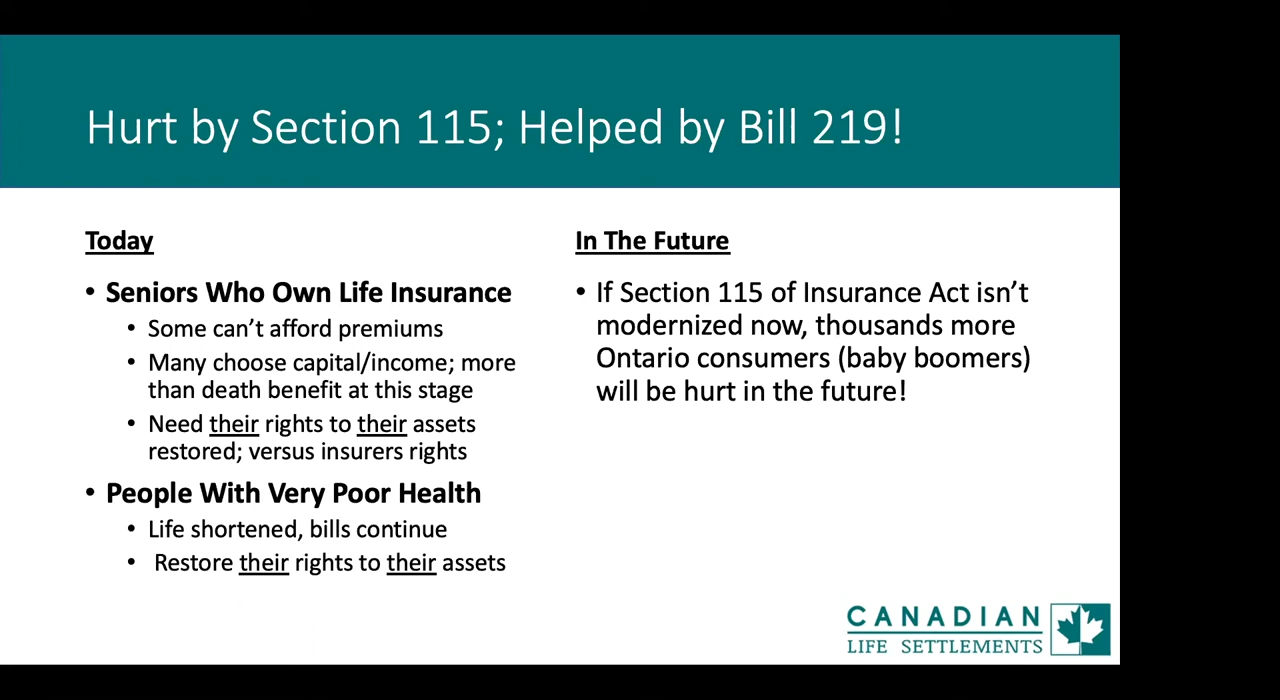 Hurt by Section 115; Helped by Bill 219!
Today
• Seniors Who Own Life Insurance
• Some can't afford premiums
• Many choose capital/income; more
than death benefit at this stage
• Need their rights to their assets
restored; versus insurers rights
• People With Very Poor Health
• Life shortened, bills continue
• Restore their rights to their assets
In The Future
• If Section 115 of Insurance Act isn't
modernized now, thousands more
Ontario consumers (baby boomers)
will be hurt in the future!
CANADIAN
LIFE SETTLEMENTS